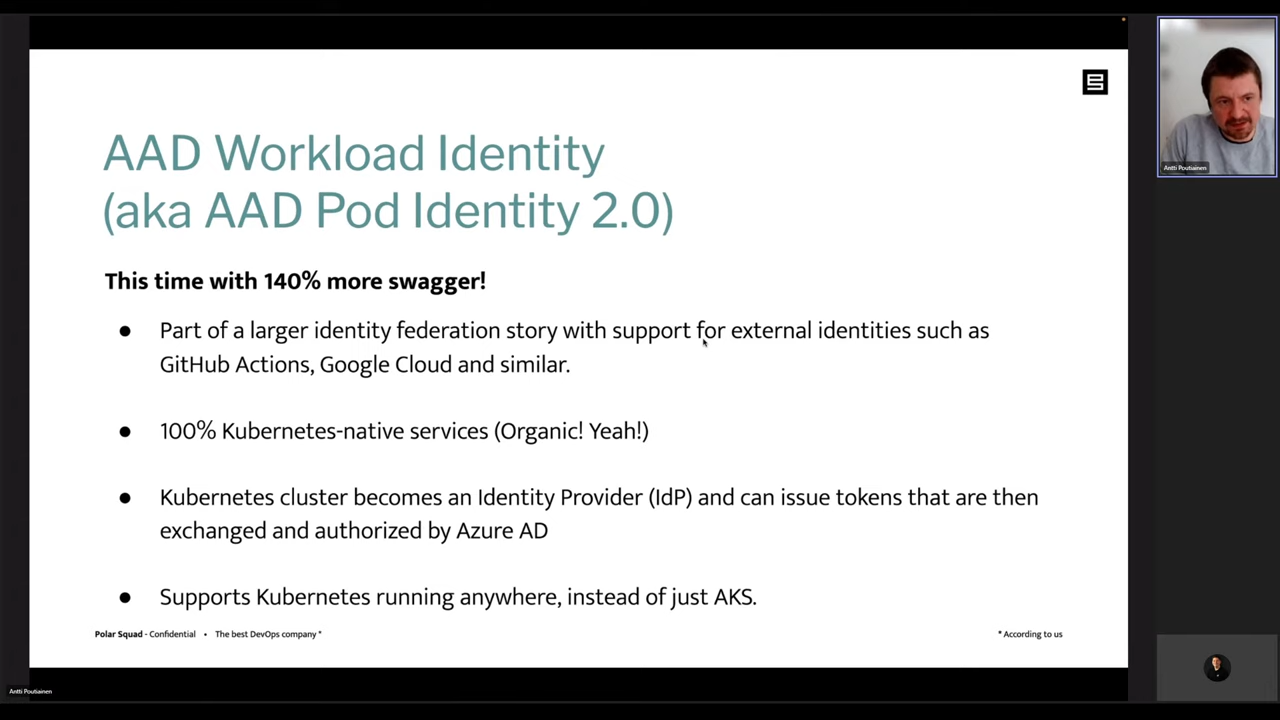 AAD Workload Identity
(aka AAD Pod Identity 2.0)
This time with 140% more swagger!
● Part of a larger identity federation story with support for external identities such as
GitHub Actions, Google Cloud and similar.
● 100% Kubernetes-native services (Organic! Yeah!)
● Kubernetes cluster becomes an Identity Provider (IdP) and can issue tokens that are then
exchanged and authorized by Azure AD
● Supports Kubernetes running anywhere, instead of just AKS.
Polar Squad - Confidential • The best DevOps company * * According to us
Antti Poutiainen
Antti Poutiainen